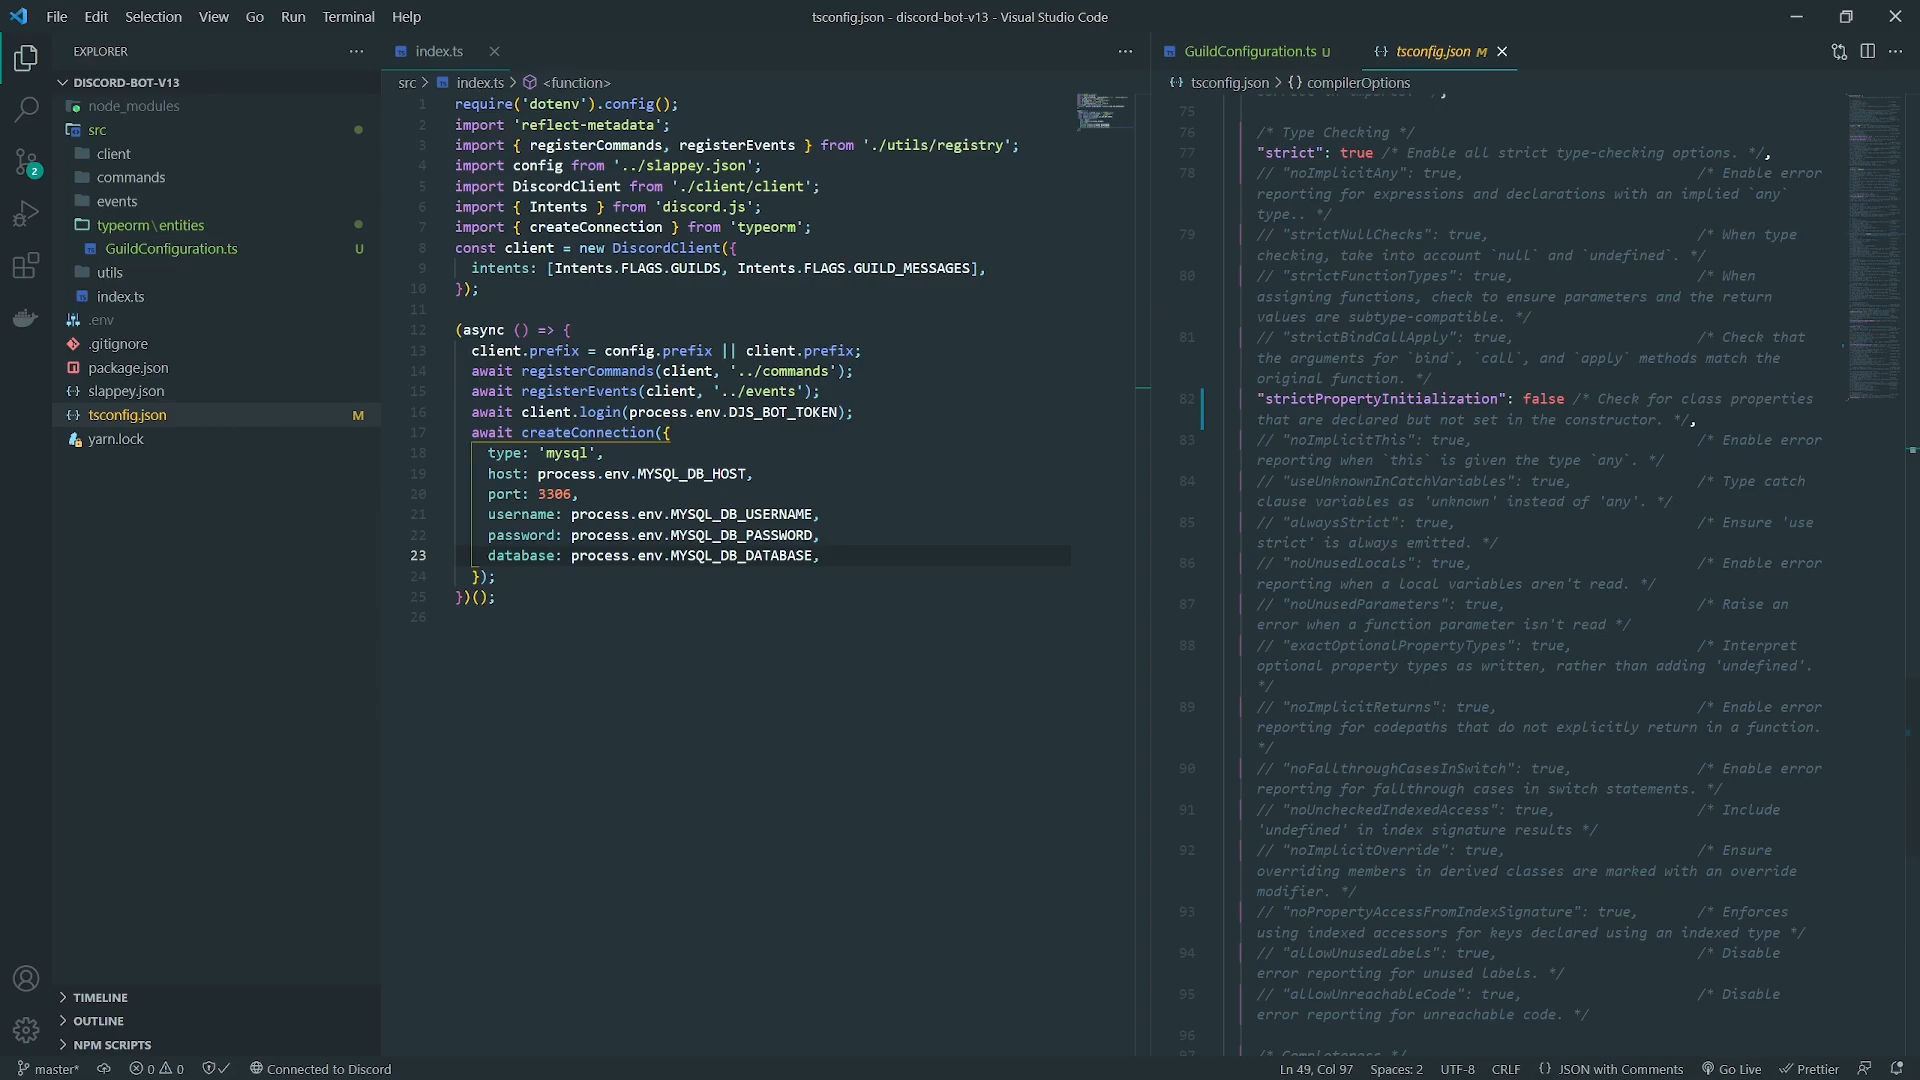 File Edit Selection View Go Run Terminal Help
tsconfig.json - discord-bot-v13 - Visual Studio Code
EXPLORER
DISCORD-BOT-V13
node_modules
src
client
commands
events
typeorm \ entities
GuildConfiguration.ts U
utils
index.ts
.env
.gitignore
package.json
slappey.json
tsconfig.json M
yarn.lock
TIMELINE
OUTLINE
NPM SCRIPTS
2
index.ts
src > index.ts > <function>
1 require('dotenv').config();
2 import 'reflect-metadata';
3 import { registerCommands, registerEvents } from './utils/registry';
4 import config from '../slappey.json';
5 import DiscordClient from './client/client';
6 import { Intents } from 'discord.js';
7 import { createConnection } from 'typeorm';
8 const client = new DiscordClient({
9 intents: [Intents.FLAGS.GUILDS, Intents.FLAGS.GUILD_MESSAGES],
10 });
11
12 (async () => {
13 client.prefix = config.prefix || client.prefix;
14 await registerCommands(client, '../commands');
15 await registerEvents(client, '../events');
16 await client.login(process.env.DJS_BOT_TOKEN);
17 await createConnection({
18 type: 'mysql',
19 host: process.env.MYSQL_DB_HOST,
20 port: 3306,
21 username: process.env.MYSQL_DB_USERNAME,
22 password: process.env.MYSQL_DB_PASSWORD,
23 database: process.env.MYSQL_DB_DATABASE,
24 });
25 })();
26
GuildConfiguration.ts U
tsconfig.json M
tsconfig.json > {} compilerOptions
75
76 /* Type Checking */
77 "strict": true /* Enable all strict type-checking options. */,
78 // "noImplicitAny": true, /* Enable error
reporting for expressions and declarations with an implied `any`
type.. */
79 // "strictNullChecks": true, /* When type
checking, take into account `null` and `undefined`. */
80 // "strictFunctionTypes": true, /* When
assigning functions, check to ensure parameters and the return
values are subtype-compatible. */
81 // "strictBindCallApply": true, /* Check that
the arguments for `bind`, `call`, and `apply` methods match the
original function. */
82 "strictPropertyInitialization": false /* Check for class properties
that are declared but not set in the constructor. */,
83 // "noImplicitThis": true, /* Enable error
reporting when `this` is given the type `any`. */
84 // "useUnknownInCatchVariables": true, /* Type catch
clause variables as 'unknown' instead of 'any'. */
85 // "alwaysStrict": true, /* Ensure 'use
strict' is always emitted. */
86 // "noUnusedLocals": true, /* Enable error
reporting when a local variables aren't read. */
87 // "noUnusedParameters": true, /* Raise an
error when a function parameter isn't read */
88 // "exactOptionalPropertyTypes": true, /* Interpret
optional property types as written, rather than adding 'undefined'.
*/
89 // "noImplicitReturns": true, /* Enable error
reporting for codepaths that do not explicitly return in a function.
*/
90 // "noFallthroughCasesInSwitch": true, /* Enable error
reporting for fallthrough cases in switch statements. */
91 // "noUncheckedIndexedAccess": true, /* Include
'undefined' in index signature results */
92 // "noImplicitOverride": true, /* Ensure
overriding members in derived classes are marked with an override
modifier. */
93 // "noPropertyAccessFromIndexSignature": true, /* Enforces
using indexed accessors for keys declared using an indexed type */
94 // "allowUnusedLabels": true, /* Disable
error reporting for unused labels. */
95 // "allowUnreachableCode": true, /* Disable
error reporting for unreachable code. */
96
97 /* Completeness */
master* 0 0 Connected to Discord
Ln 49, Col 97 Spaces: 2 UTF-8 CRLF {} JSON with Comments Go Live Prettier